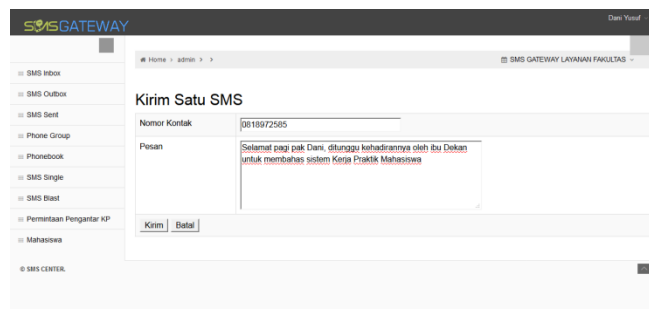 SMSGATEWAY
Dani Yusuf
Home > admin > >
SMS GATEWAY LAYANAN FAKULTAS
SMS Inbox
SMS Outbox
SMS Sent
Phone Group
Phonebook
SMS Single
SMS Blast
Permintaan Pengantar KP
Mahasiswa
© SMS CENTER.
Kirim Satu SMS
Nomor Kontak
0818972585
Pesan
Selamat pagi pak Dani, ditunggu kehadirannya oleh ibu Dekan
untuk membahas sistem Kerja Praktik Mahasiswa
Kirim Batal